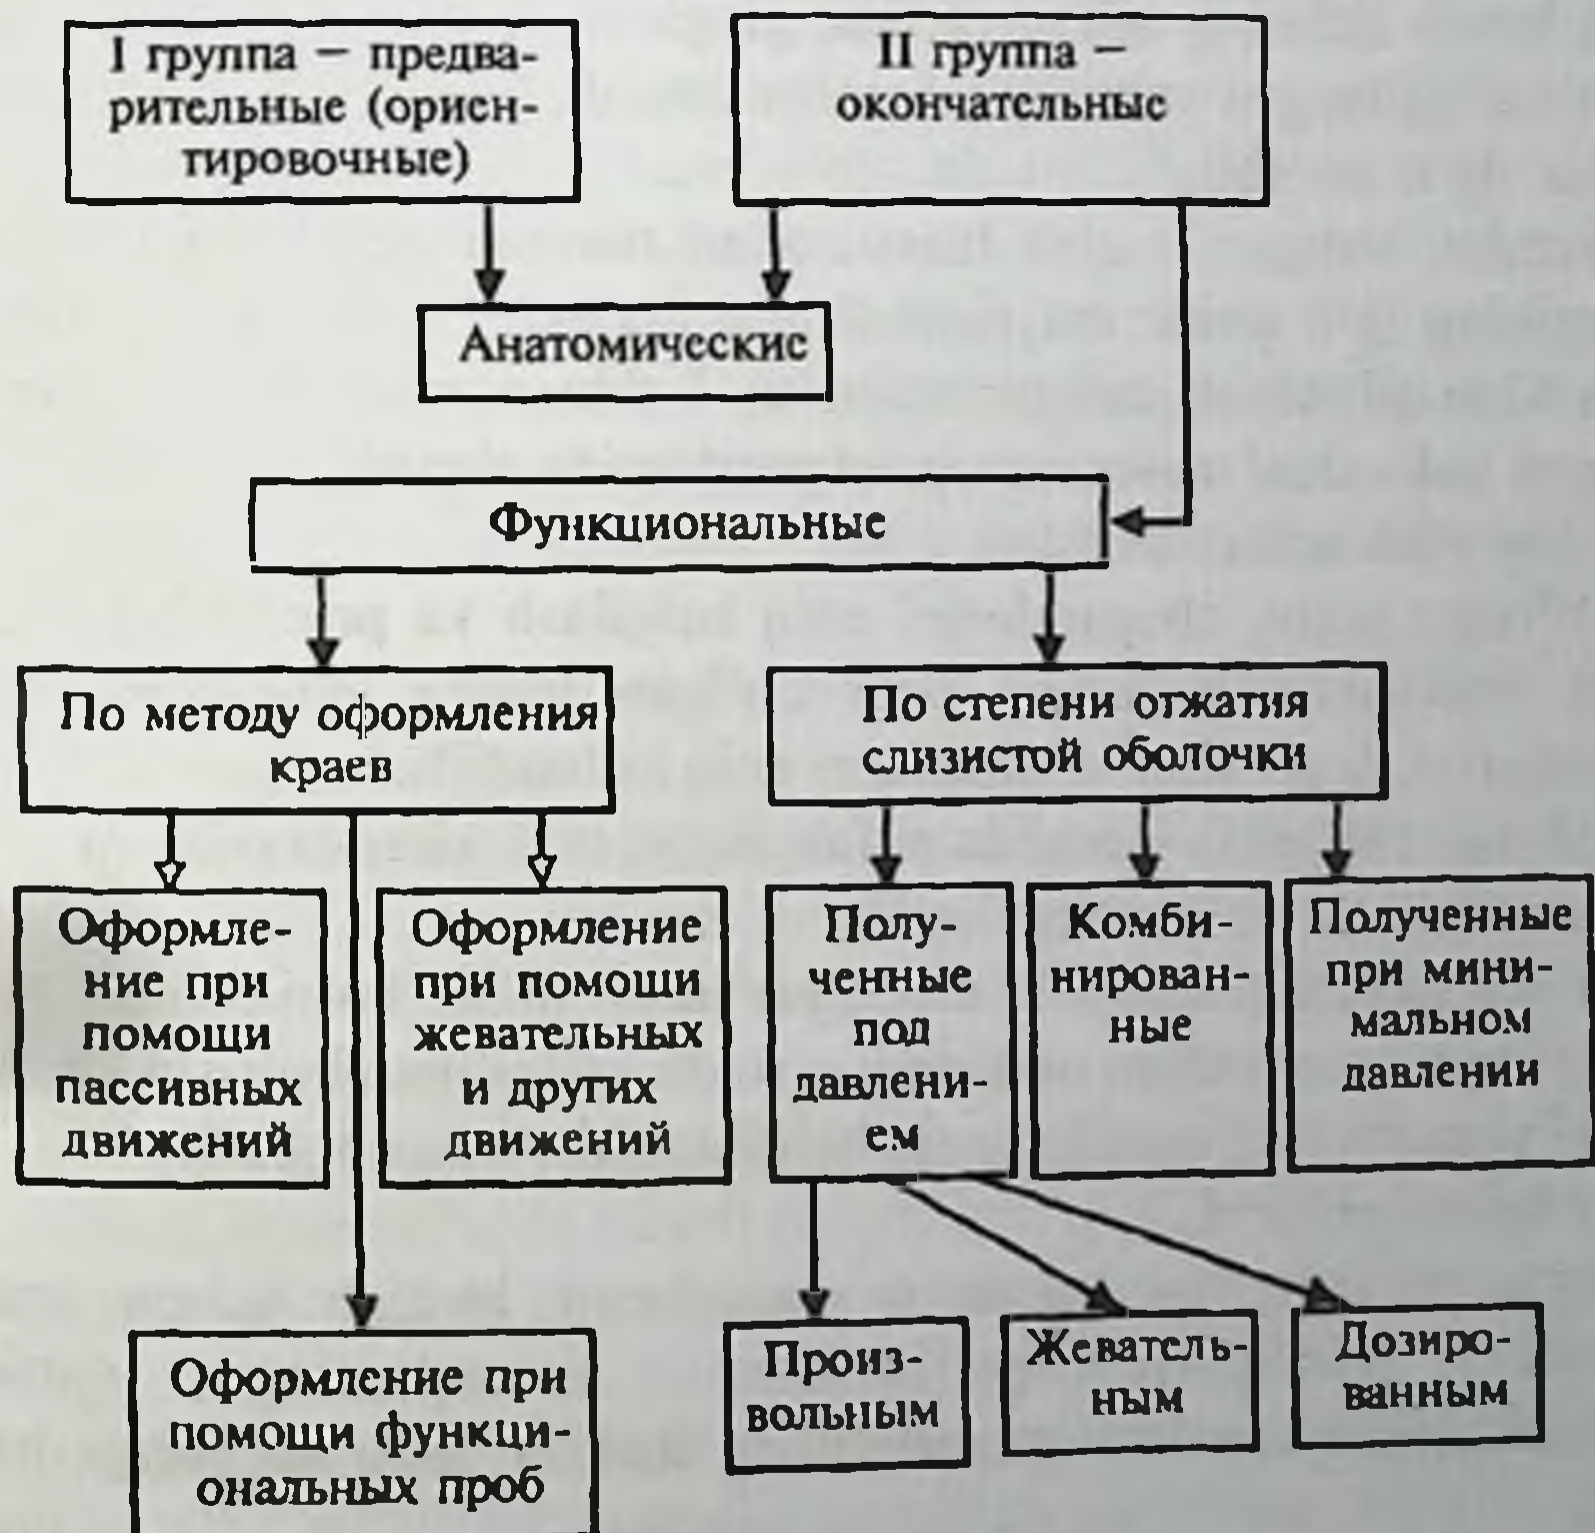 I группа — предва-
рительные (ориен-
тировочные)
II группа —
окончательные
Анатомические
Функциональные
По методу оформления
краев
По степени отжатия
слизистой оболочки
Оформле-
ние при
помощи
пассивных
движений
Оформление
при помощи
жевательных
и других
движений
Полу-
ченные
под
давлени-
ем
Комби-
нирован-
ные
Полученные
при мини-
мальном
давлении
Оформление при
помощи функци-
ональных проб
Произ-
вольным
Жеватель-
ным
Дозиро-
ванным